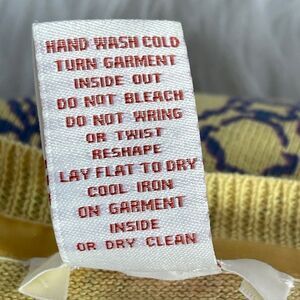 HAND WASH COLD
TURN GARMENT
INSIDE OUT
DO NOT BLEACH
DO NOT WRING
OR TWIST
RESHAPE
LAY FLAT TO DRY
COOL IRON
ON GARMENT
INSIDE
OR DRY CLEAN